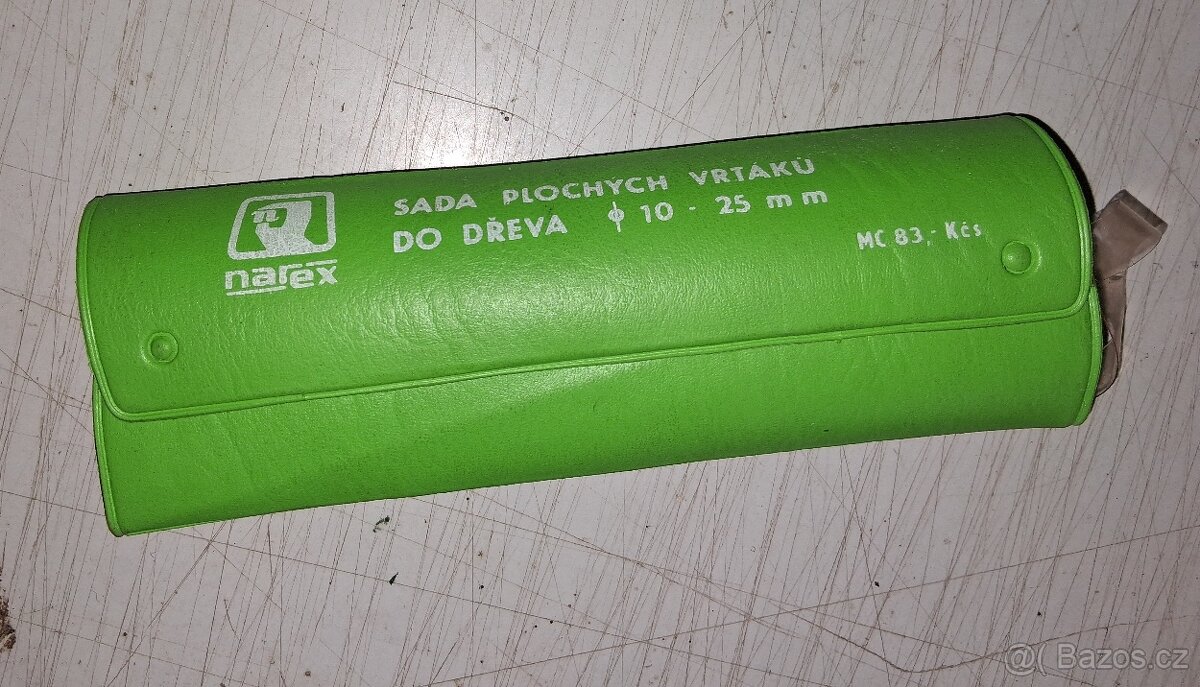 narex
SADA PLOCHÝCH VRTÁKŮ
DO DŘEVA ϕ 10 - 25 mm
MC 83,- Kčs
@( Bazos.cz